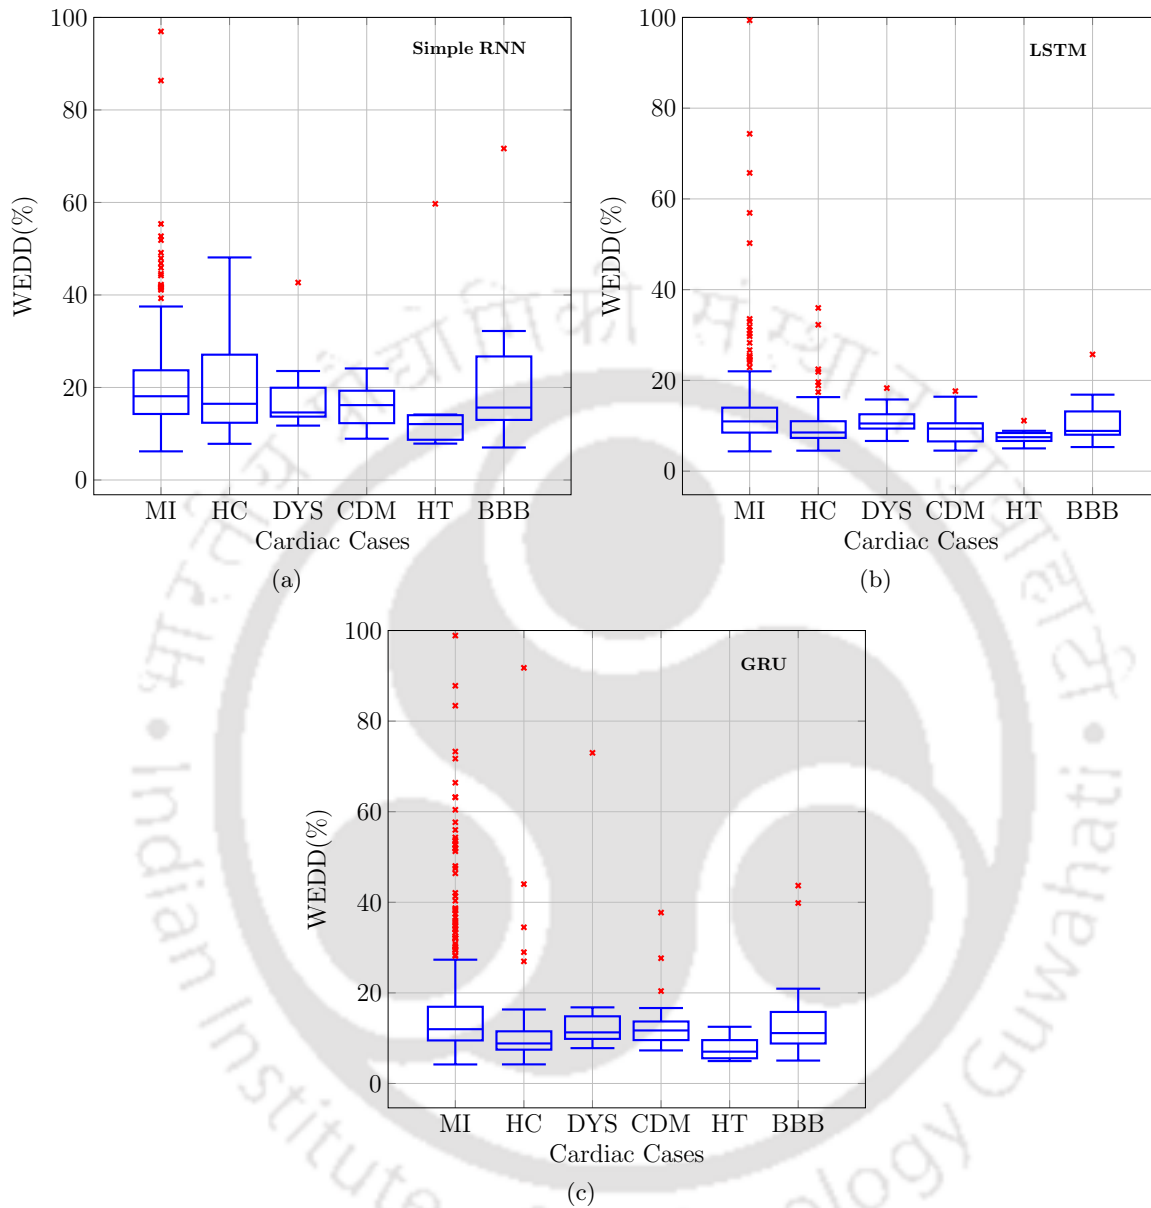 100
80
60
40
20
0
WEDD(%)
Simple RNN
MI HC DYS CDM HT BBB
Cardiac Cases
(a)
100
80
60
40
20
0
WEDD(%)
LSTM
MI HC DYS CDM HT BBB
Cardiac Cases
(b)
100
80
60
40
20
0
WEDD(%)
GRU
MI HC DYS CDM HT BBB
Cardiac Cases
(c)
Indian Institute of Technology Guwahati